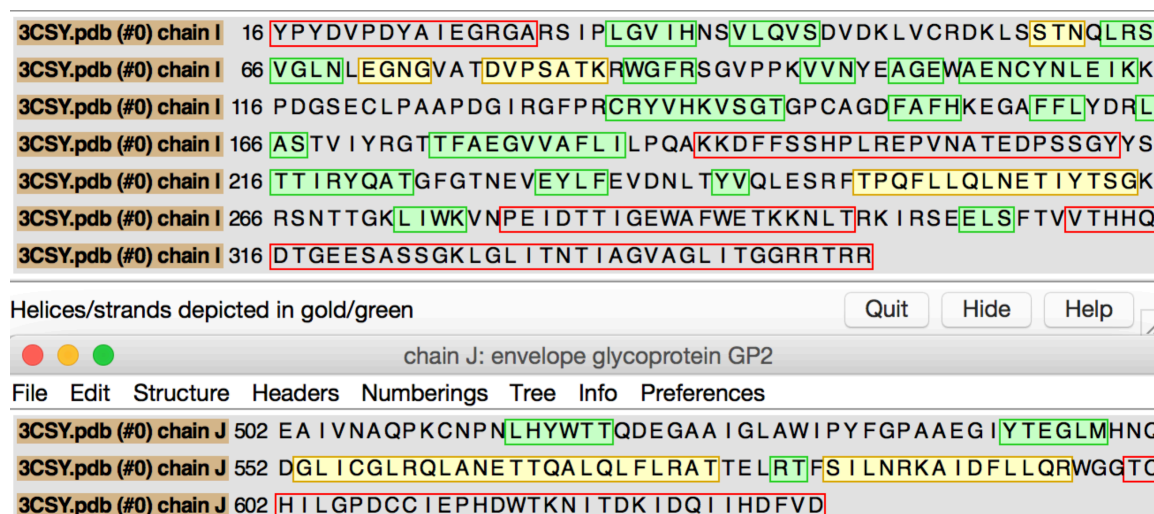 3CSY.pdb (#0) chain I 16 YPYDVPDYAIEGRGARSIPLGVIHNSVLQVSDVDKLVCRDKLSSTNQLRS
3CSY.pdb (#0) chain I 66 VGLNLEGNGVATDVPSATKRWGFRSGVPPKVVNYEAGEWAENCYNLEIKK
3CSY.pdb (#0) chain I 116 PDGSECLPAAPDGIRGFPRCRYVHKVSGTGPCAGDFAFHKEGAFFLYDRL
3CSY.pdb (#0) chain I 166 ASTVIYRGTTFAEGVVAFLILPQAKKDFFSSHPLREPVNATEDPSSGYYS
3CSY.pdb (#0) chain I 216 TTIRYQATGFGTNEVEYLFEVDNLTYVQLESRFTPQFLLQLNETIYTSGK
3CSY.pdb (#0) chain I 266 RSNTTGKLIWKVNPEIDTTIGEWAFWETKKNLTRKIRSEELSFTVVTHHQ
3CSY.pdb (#0) chain I 316 DTGEESASSGKLGLITNTIAGVAGLITGGRRTRR
Helices/strands depicted in gold/green Quit Hide Help
chain J: envelope glycoprotein GP2
File Edit Structure Headers Numberings Tree Info Preferences
3CSY.pdb (#0) chain J 502 EAIVNAQPKCNPNLHYWTTQDEGAAIGLAWIPYFGPAAEGIYTEGLMHNQ
3CSY.pdb (#0) chain J 552 DGLICGLRQLANETTQALQLFLRATTELRTFSILNRKAIDFLLQRWGGTC
3CSY.pdb (#0) chain J 602 HILGPDCCIEPHDWTKNITDKIDQIIHDFVD